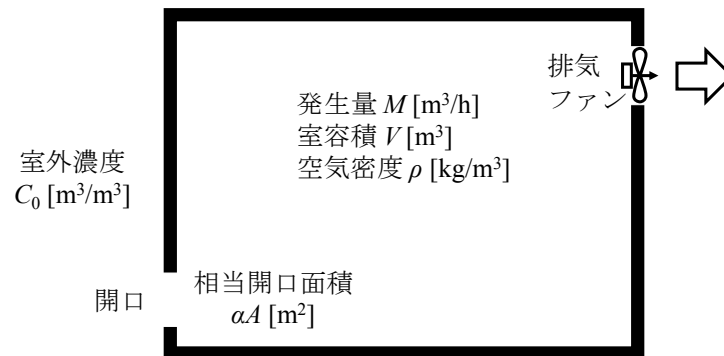 排気
ファン
発生量 M [m³/h]
室容積 V [m³]
空気密度 ρ [kg/m³]
室外濃度
C₀ [m³/m³]
相当開口面積
αA [m²]
開口